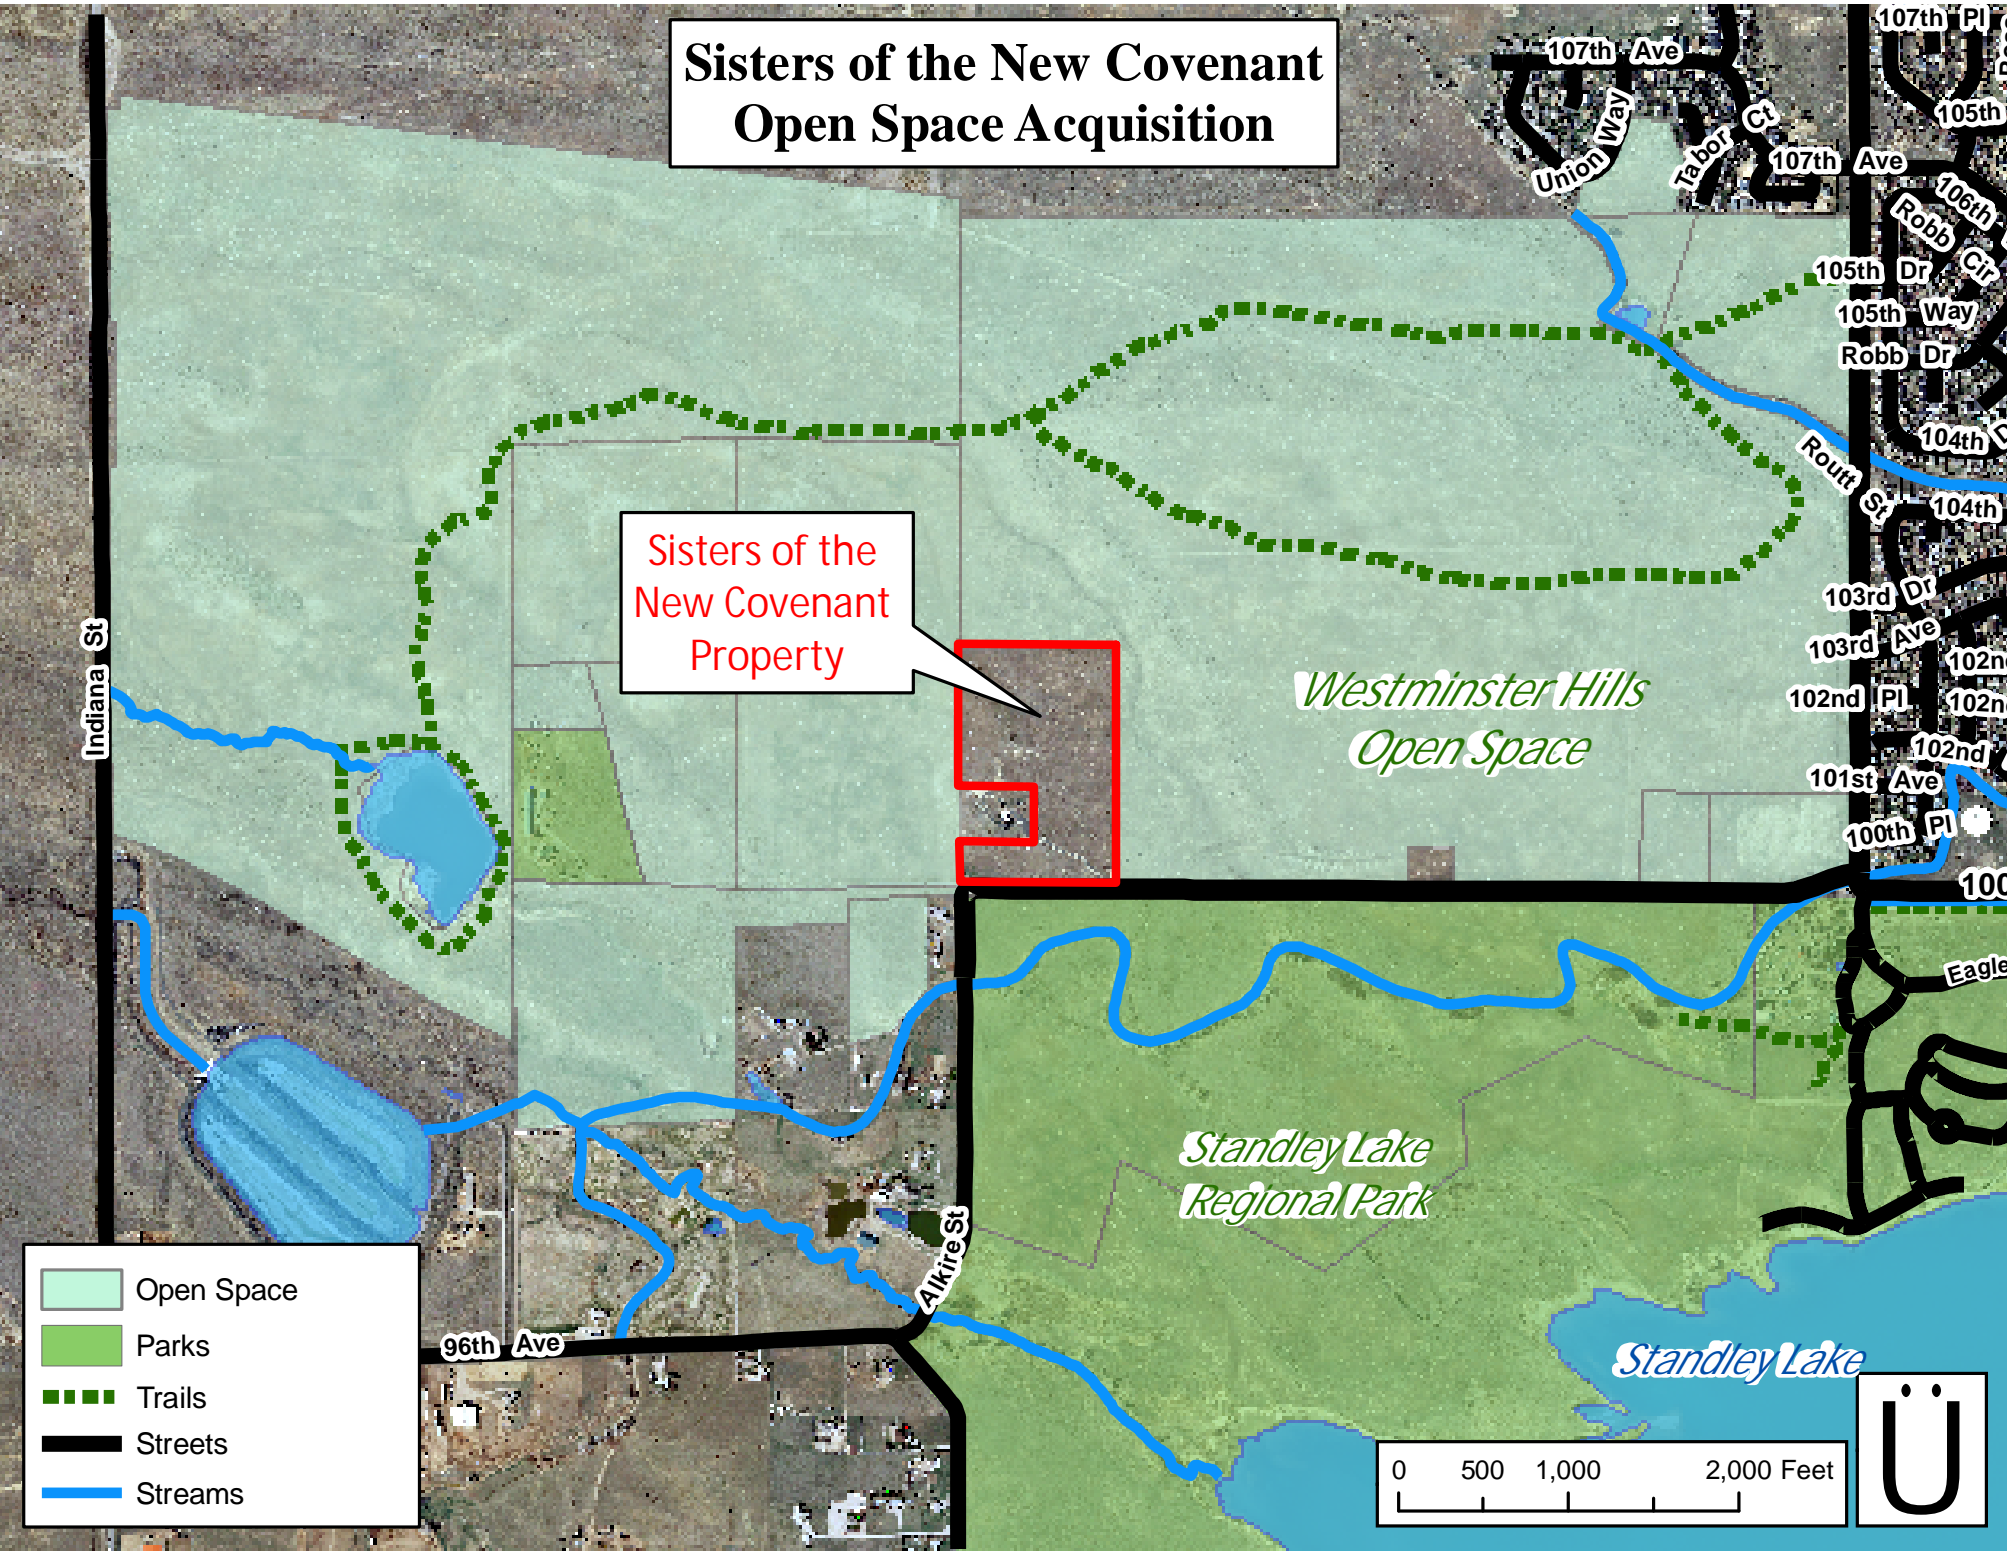 Sisters of the New Covenant
Open Space Acquisition
107th Pl
107th Ave
105th
Union Way
Tabor Ct
107th Ave
106th
Robb Cir
105th Dr
105th Way
Robb Dr
104th
Routt St
104th
Sisters of the
New Covenant
Property
103rd Dr
103rd Ave
Indiana St
Westminster Hills
Open Space
102nd Pl
102nd
101st Ave
100th Pl
100
Eagle
Standley Lake
Regional Park
Alkire St
96th Ave
Standley Lake
Open Space
Parks
Trails
Streets
Streams
0 500 1,000 2,000 Feet
Ü